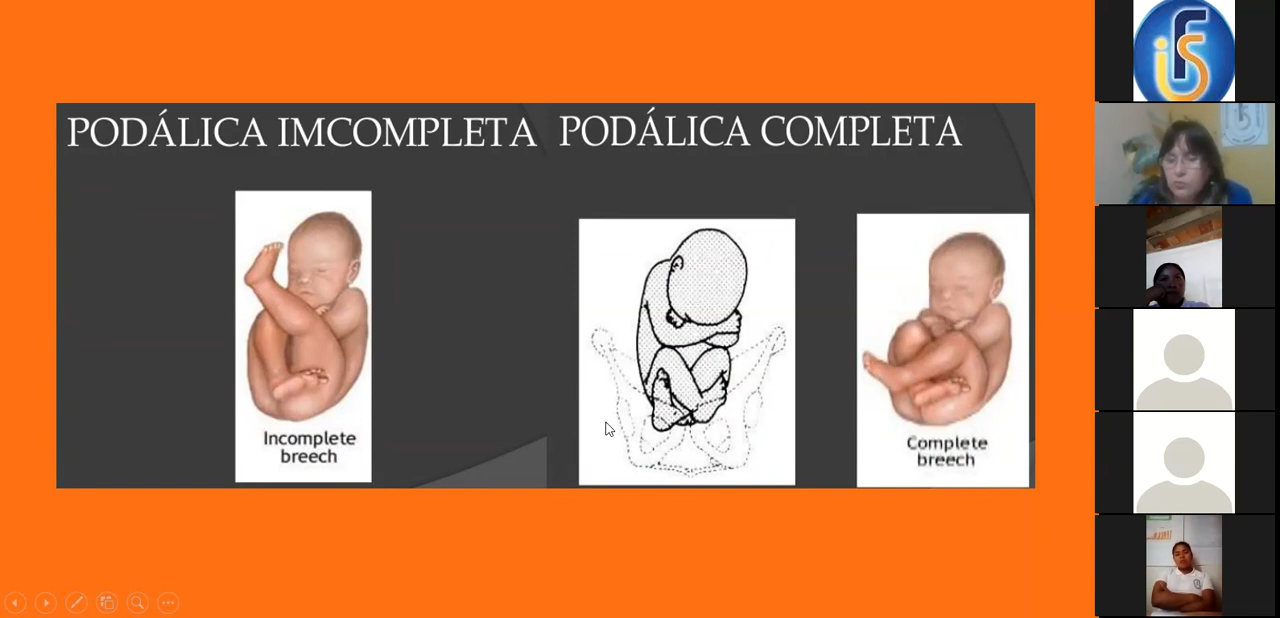 PODÁLICA IMCOMPLETA
PODÁLICA COMPLETA
Incomplete
breech
Complete
breech